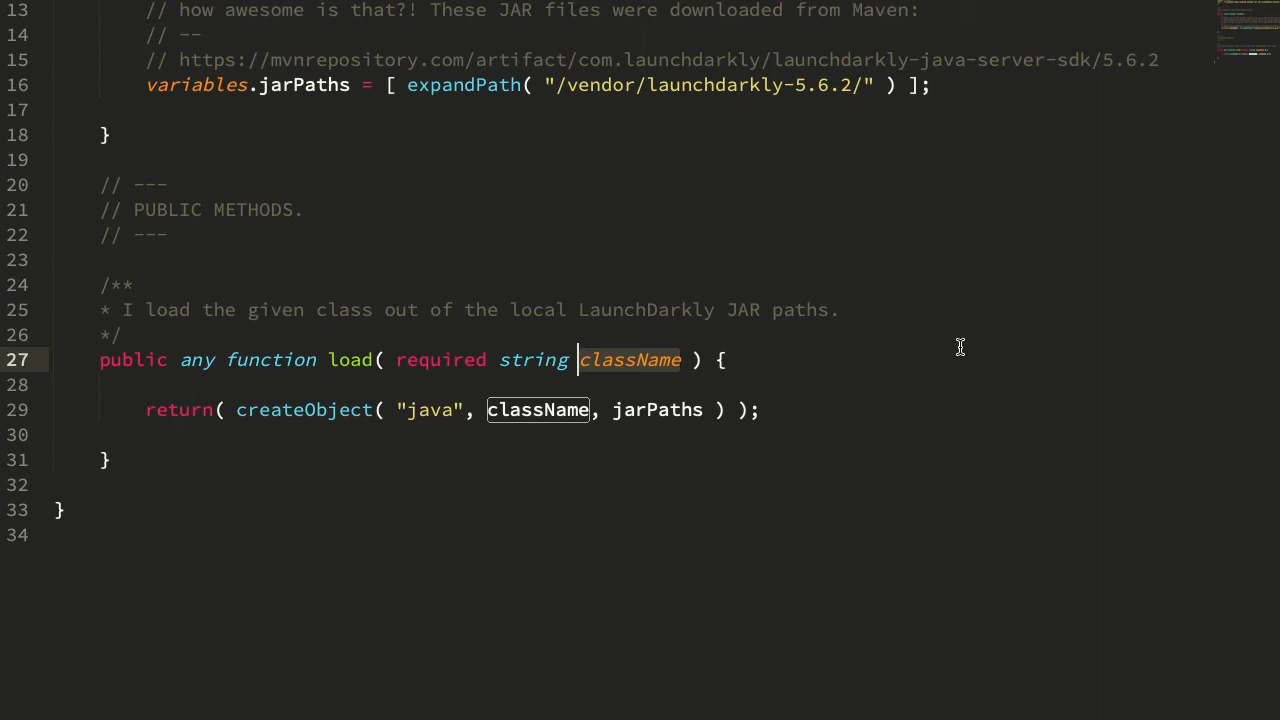 13 // how awesome is that?! These JAR files were downloaded from Maven:
14 // --
15 // https://mvnrepository.com/artifact/com.launchdarkly/launchdarkly-java-server-sdk/5.6.2
16 variables.jarPaths = [ expandPath( "/vendor/launchdarkly-5.6.2/" ) ];
17
18 }
19
20 // ---
21 // PUBLIC METHODS.
22 // ---
23
24 /**
25 * I load the given class out of the local LaunchDarkly JAR paths.
26 */
27 public any function load( required string className ) {
28
29 return( createObject( "java", className, jarPaths ) );
30
31 }
32
33 }
34